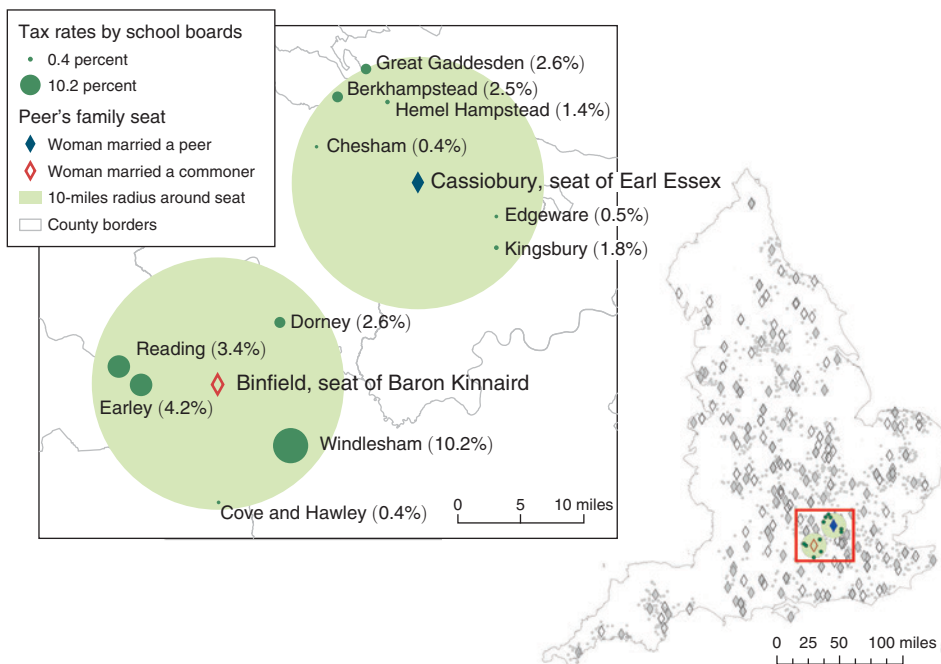 Tax rates by school boards
0.4 percent
10.2 percent
Peer's family seat
Woman married a peer
Woman married a commoner
10-miles radius around seat
County borders
Great Gaddesden (2.6%)
Berkhampstead (2.5%)
Hemel Hampstead (1.4%)
Chesham (0.4%)
Cassiobury, seat of Earl Essex
Edgeware (0.5%)
Kingsbury (1.8%)
Dorney (2.6%)
Reading (3.4%)
Binfield, seat of Baron Kinnaird
Earley (4.2%)
Windlesham (10.2%)
Cove and Hawley (0.4%)
0 5 10 miles
0 25 50 100 miles